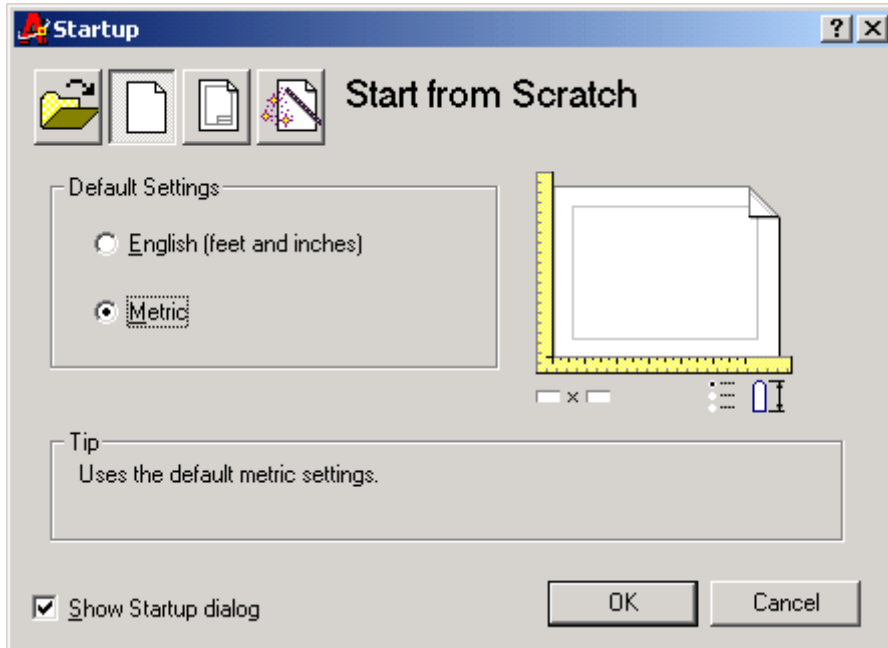 Startup
Start from Scratch
Default Settings
English (feet and inches)
Metric
Tip
Uses the default metric settings.
Show Startup dialog
OK
Cancel